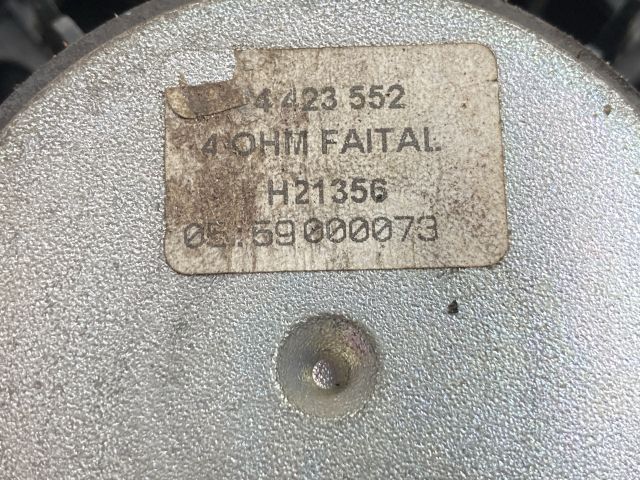 4 423 552
4 OHM FAITAL
H21356
05.59 000073